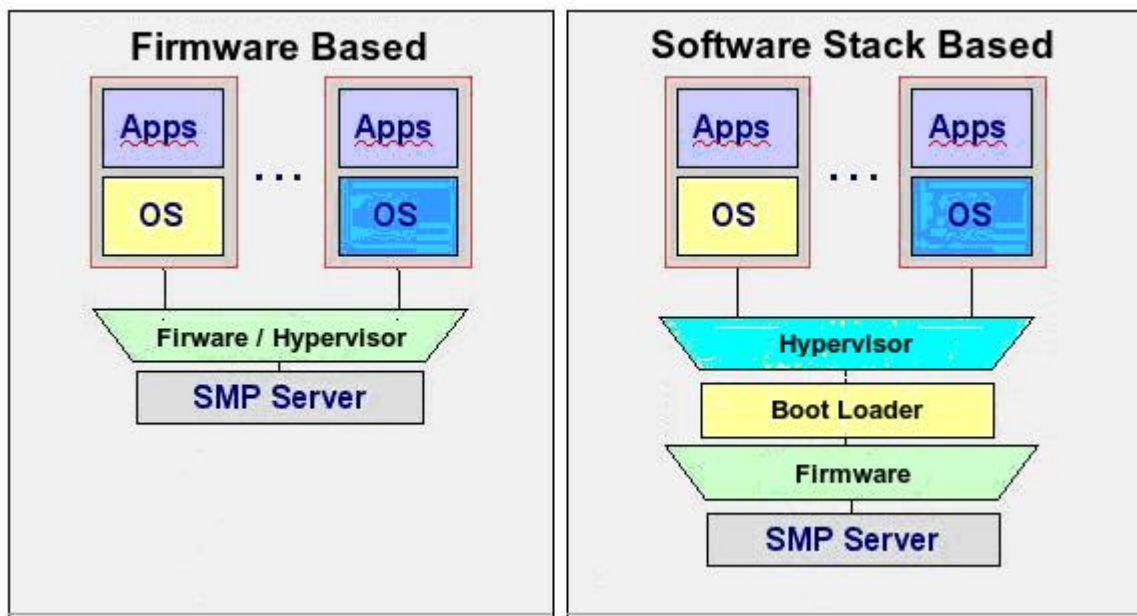 Firmware Based
Apps
Apps
...
OS
OS
Firware / Hypervisor
SMP Server
Software Stack Based
Apps
Apps
...
OS
OS
Hypervisor
Boot Loader
Firmware
SMP Server